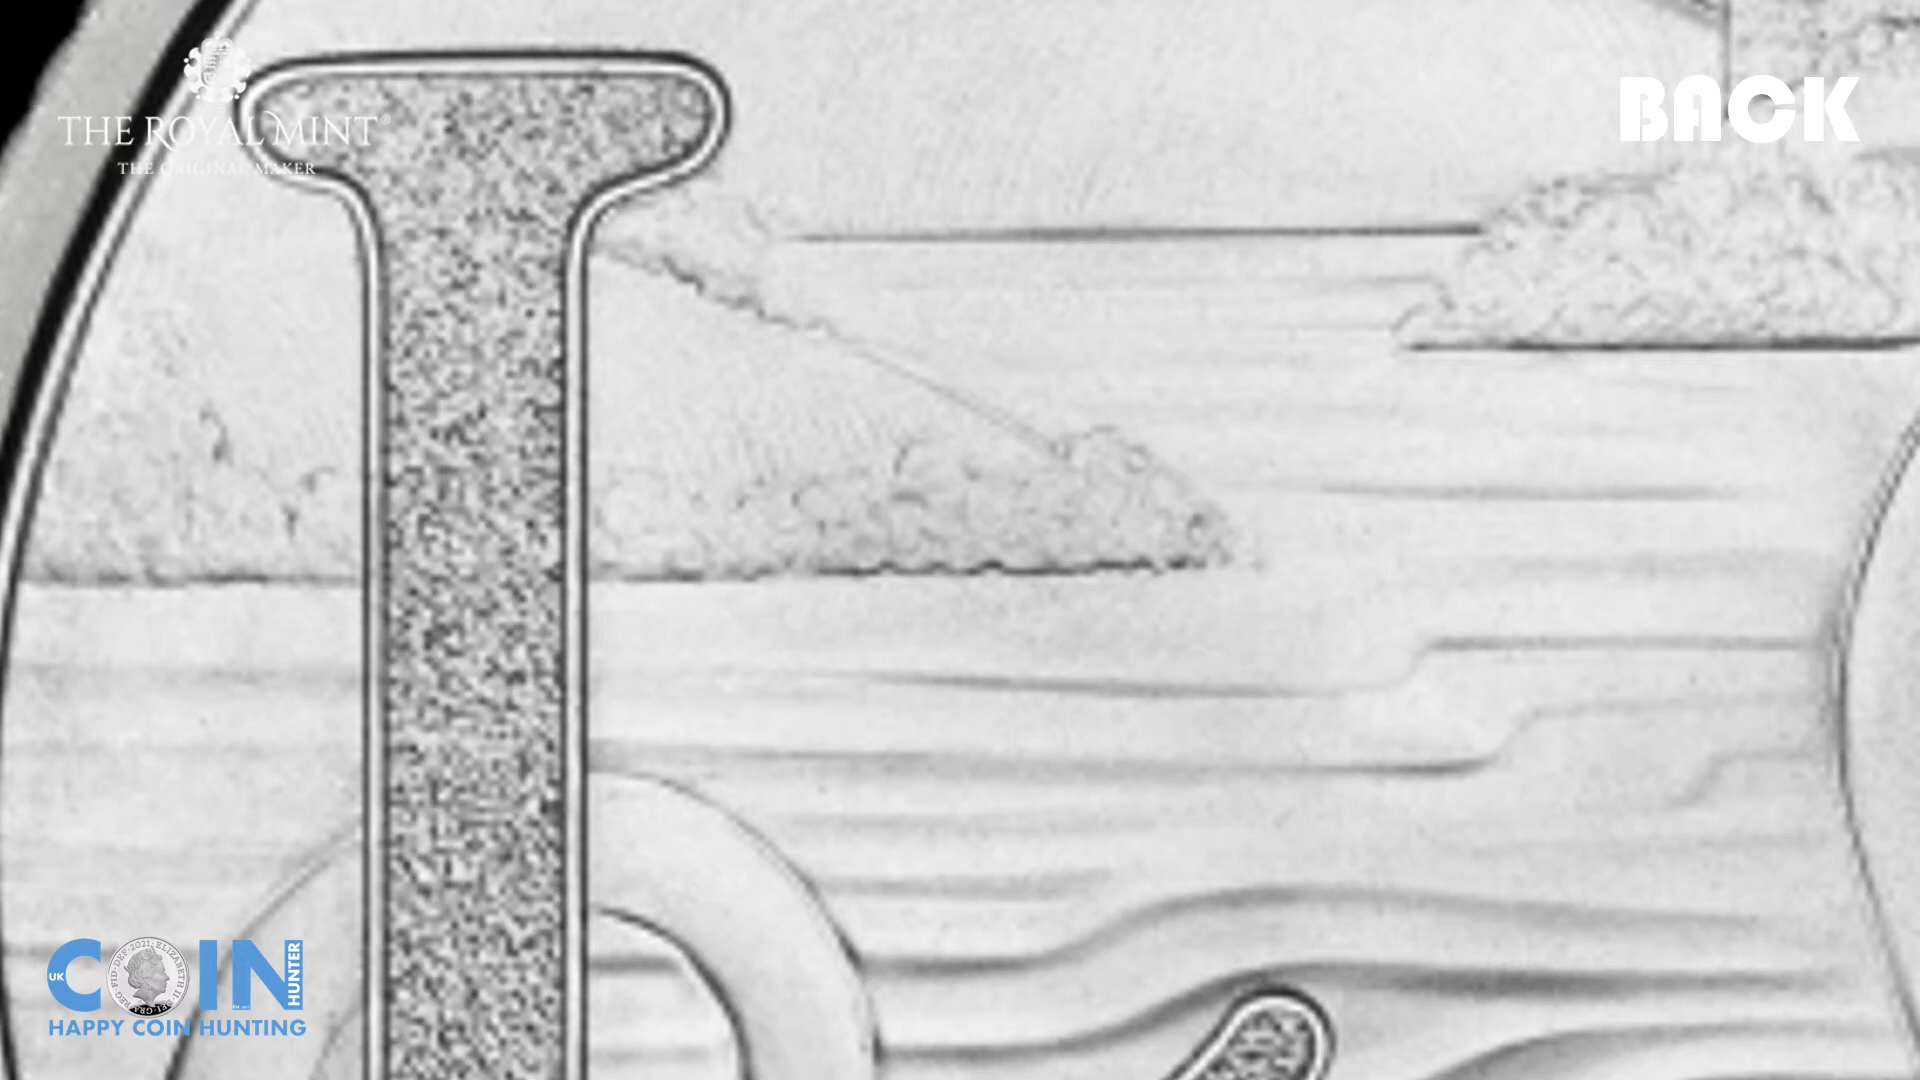 THE ROYAL MINT®
THE ORIGINAL MAKER
BACK
UK COIN HUNTER
HAPPY COIN HUNTING